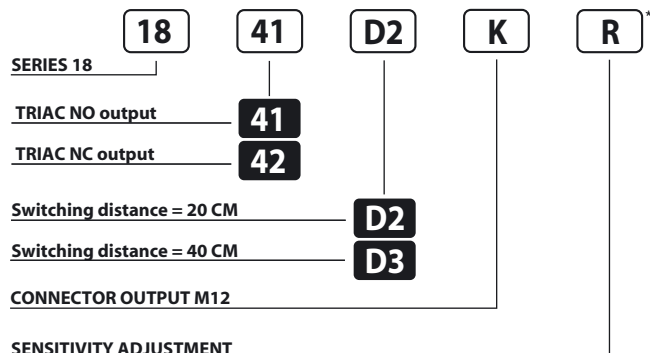 18 41 D2 K R*
SERIES 18
TRIAC NO output 41
TRIAC NC output 42
Switching distance = 20 CM D2
Switching distance = 40 CM D3
CONNECTOR OUTPUT M12
SENSITIVITY ADJUSTMENT